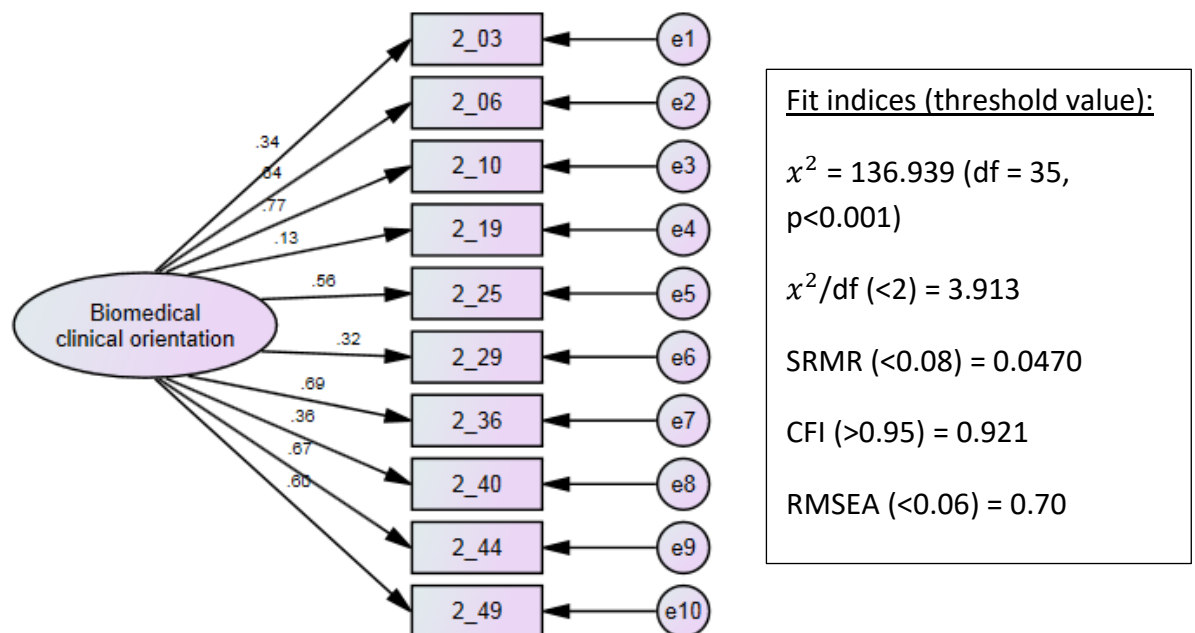 2_03
e1
2_06
e2
2_10
e3
2_19
e4
2_25
e5
2_29
e6
2_36
e7
2_40
e8
2_44
e9
2_49
e10
.34
.77
.13
.56
.32
.69
.36
.67
.60
Biomedical
clinical orientation
Fit indices (threshold value):
𝑥² = 136.939 (df = 35,
p<0.001)
𝑥²/df (<2) = 3.913
SRMR (<0.08) = 0.0470
CFI (>0.95) = 0.921
RMSEA (<0.06) = 0.70